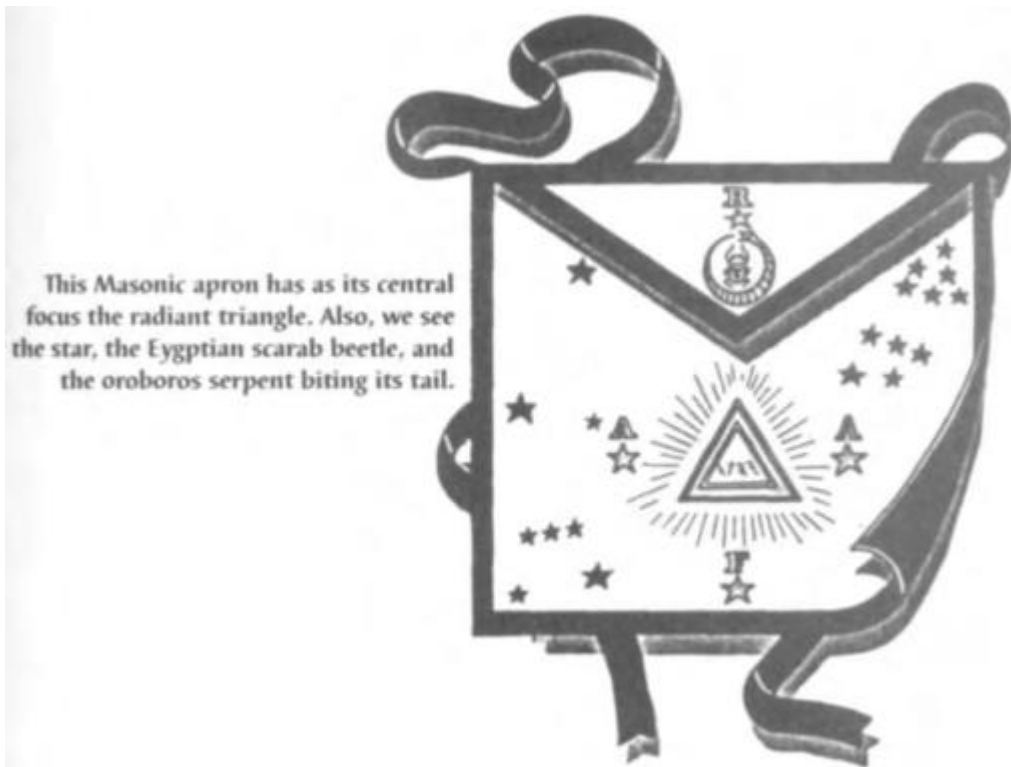 This Masonic apron has as its central
focus the radiant triangle. Also, we see
the star, the Eygptian scarab beetle, and
the oroboros serpent biting its tail.
R
A
A
F